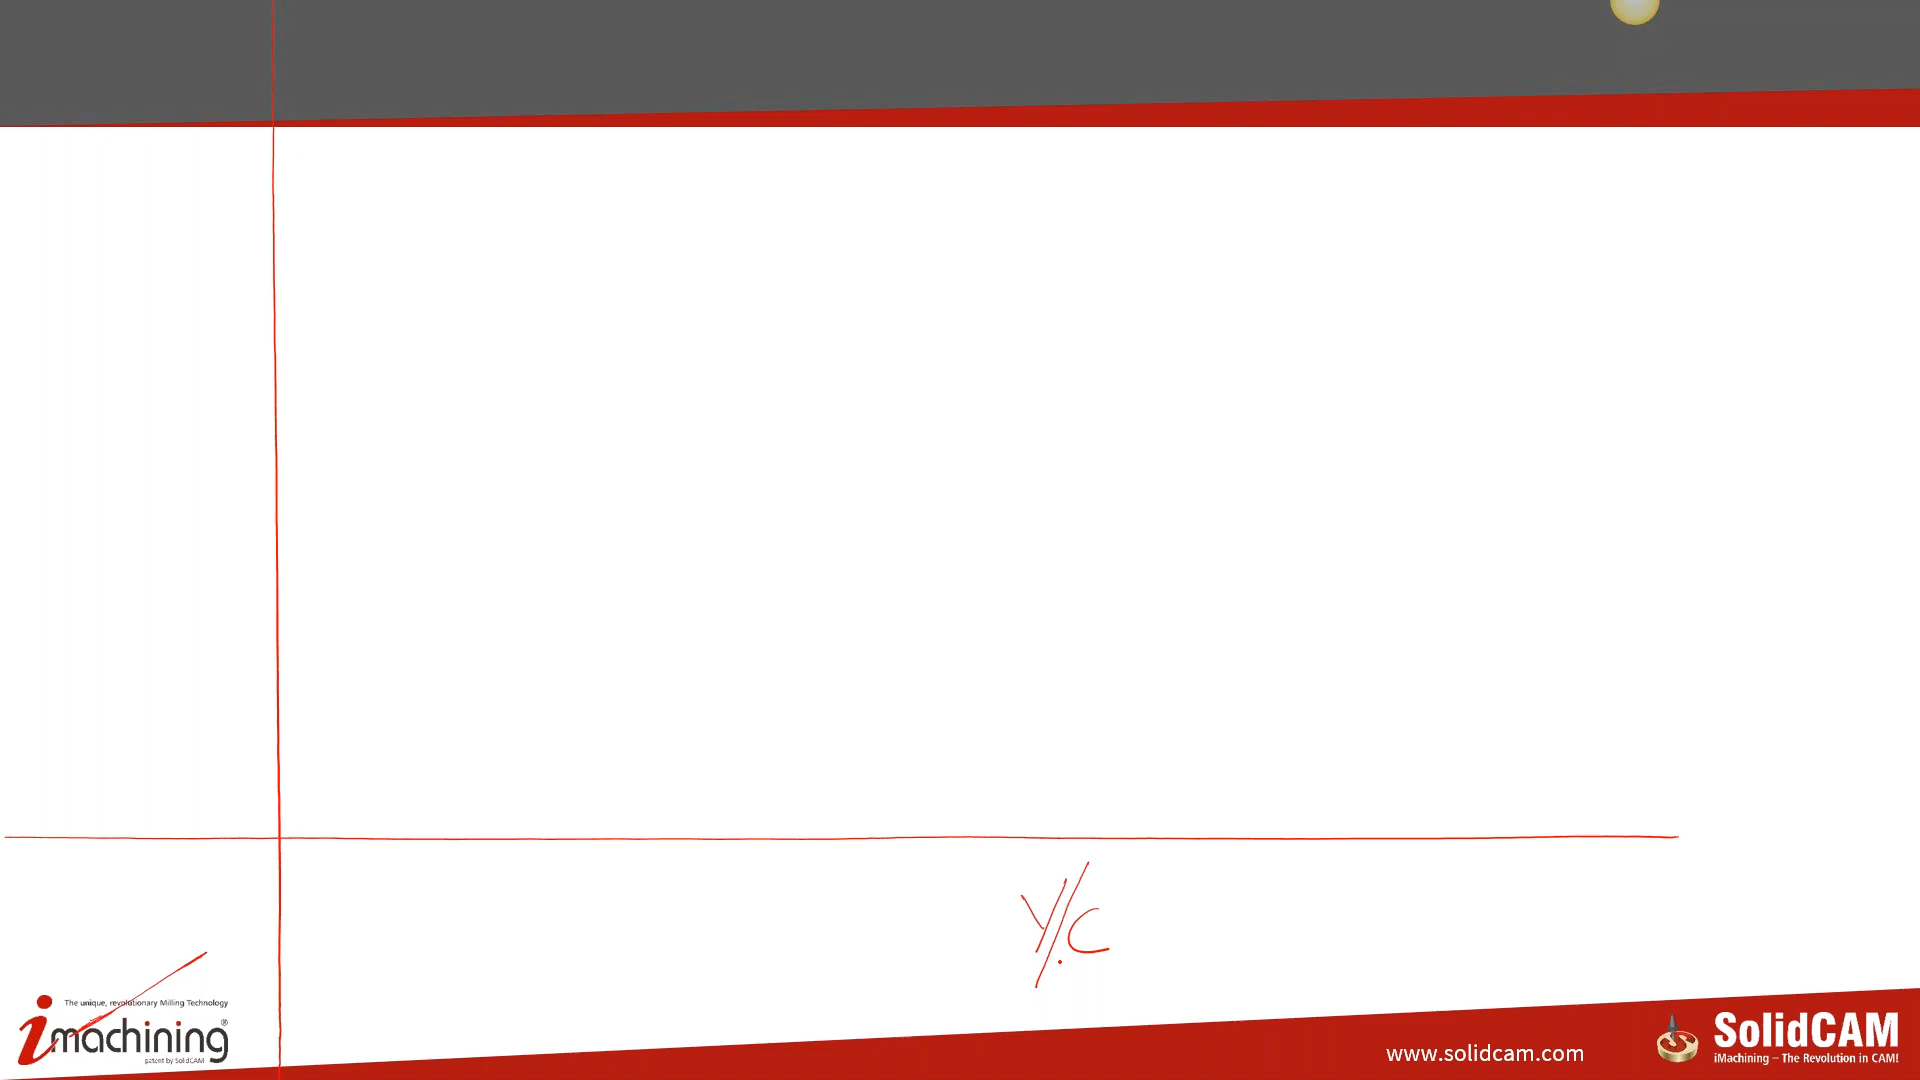 Y/C
The unique, revolutionary Milling Technology
imachining®
patent by SolidCAM
www.solidcam.com
SolidCAM
iMachining – The Revolution in CAM!